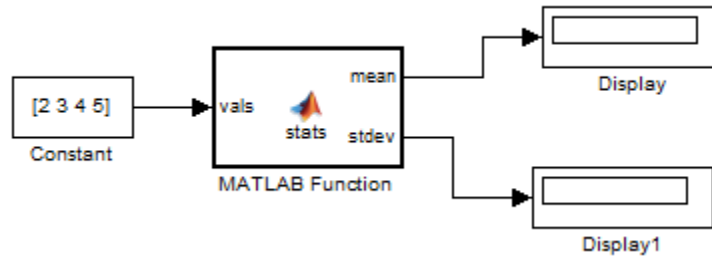 [2 3 4 5]
Constant
vals
stats
mean
stdev
MATLAB Function
Display
Display1